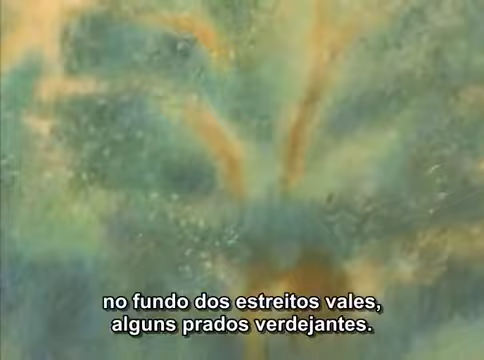 no fundo dos estreitos vales,
alguns prados verdejantes.